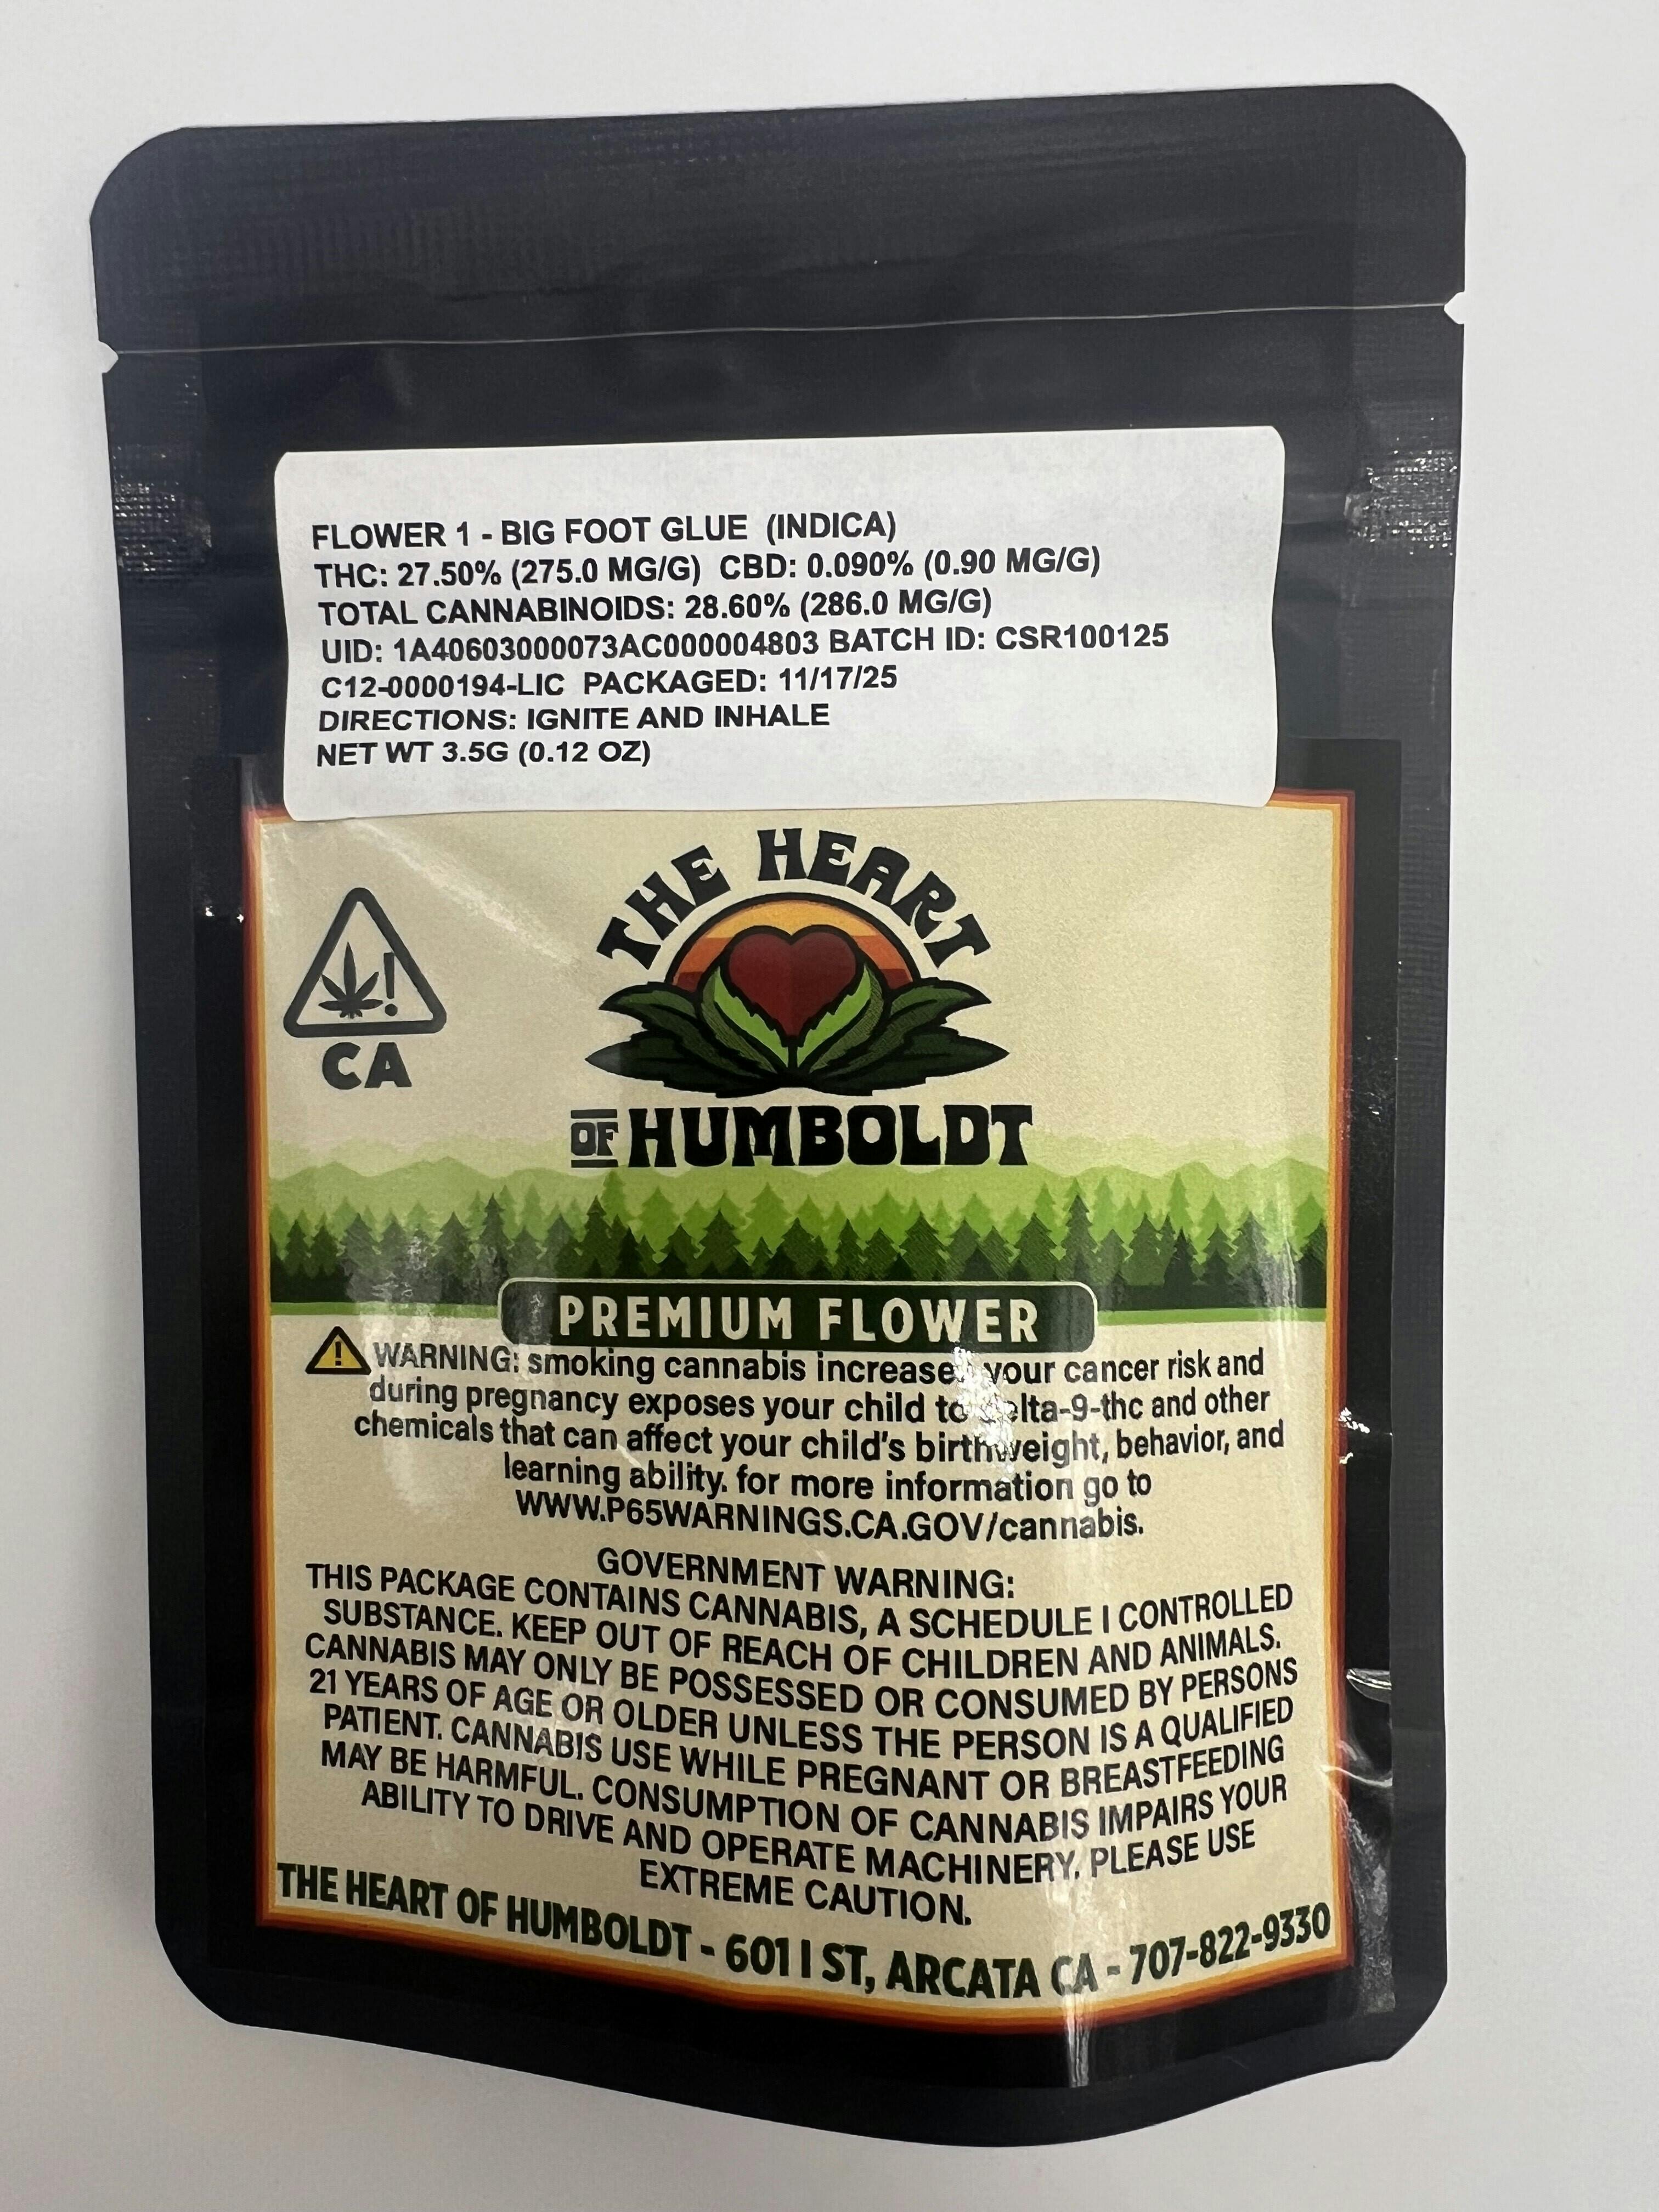 FLOWER 1 - BIG FOOT GLUE (INDICA)
THC: 27.50% (275.0 MG/G) CBD: 0.090% (0.90 MG/G)
TOTAL CANNABINOIDS: 28.60% (286.0 MG/G)
UID: 1A40603000073AC000004803 BATCH ID: CSR100125
C12-0000194-LIC PACKAGED: 11/17/25
DIRECTIONS: IGNITE AND INHALE
NET WT 3.5G (0.12 OZ)
THE HEART
OF HUMBOLDT
!
CA
PREMIUM FLOWER
! WARNING: smoking cannabis increases your cancer risk and
during pregnancy exposes your child to delta-9-thc and other
chemicals that can affect your child's birthweight, behavior, and
learning ability. for more information go to
WWW.P65WARNINGS.CA.GOV/cannabis.
GOVERNMENT WARNING:
THIS PACKAGE CONTAINS CANNABIS, A SCHEDULE I CONTROLLED
SUBSTANCE. KEEP OUT OF REACH OF CHILDREN AND ANIMALS.
CANNABIS MAY ONLY BE POSSESSED OR CONSUMED BY PERSONS
21 YEARS OF AGE OR OLDER UNLESS THE PERSON IS A QUALIFIED
PATIENT. CANNABIS USE WHILE PREGNANT OR BREASTFEEDING
MAY BE HARMFUL. CONSUMPTION OF CANNABIS IMPAIRS YOUR
ABILITY TO DRIVE AND OPERATE MACHINERY. PLEASE USE
EXTREME CAUTION.
THE HEART OF HUMBOLDT - 601 I ST, ARCATA CA - 707-822-9330